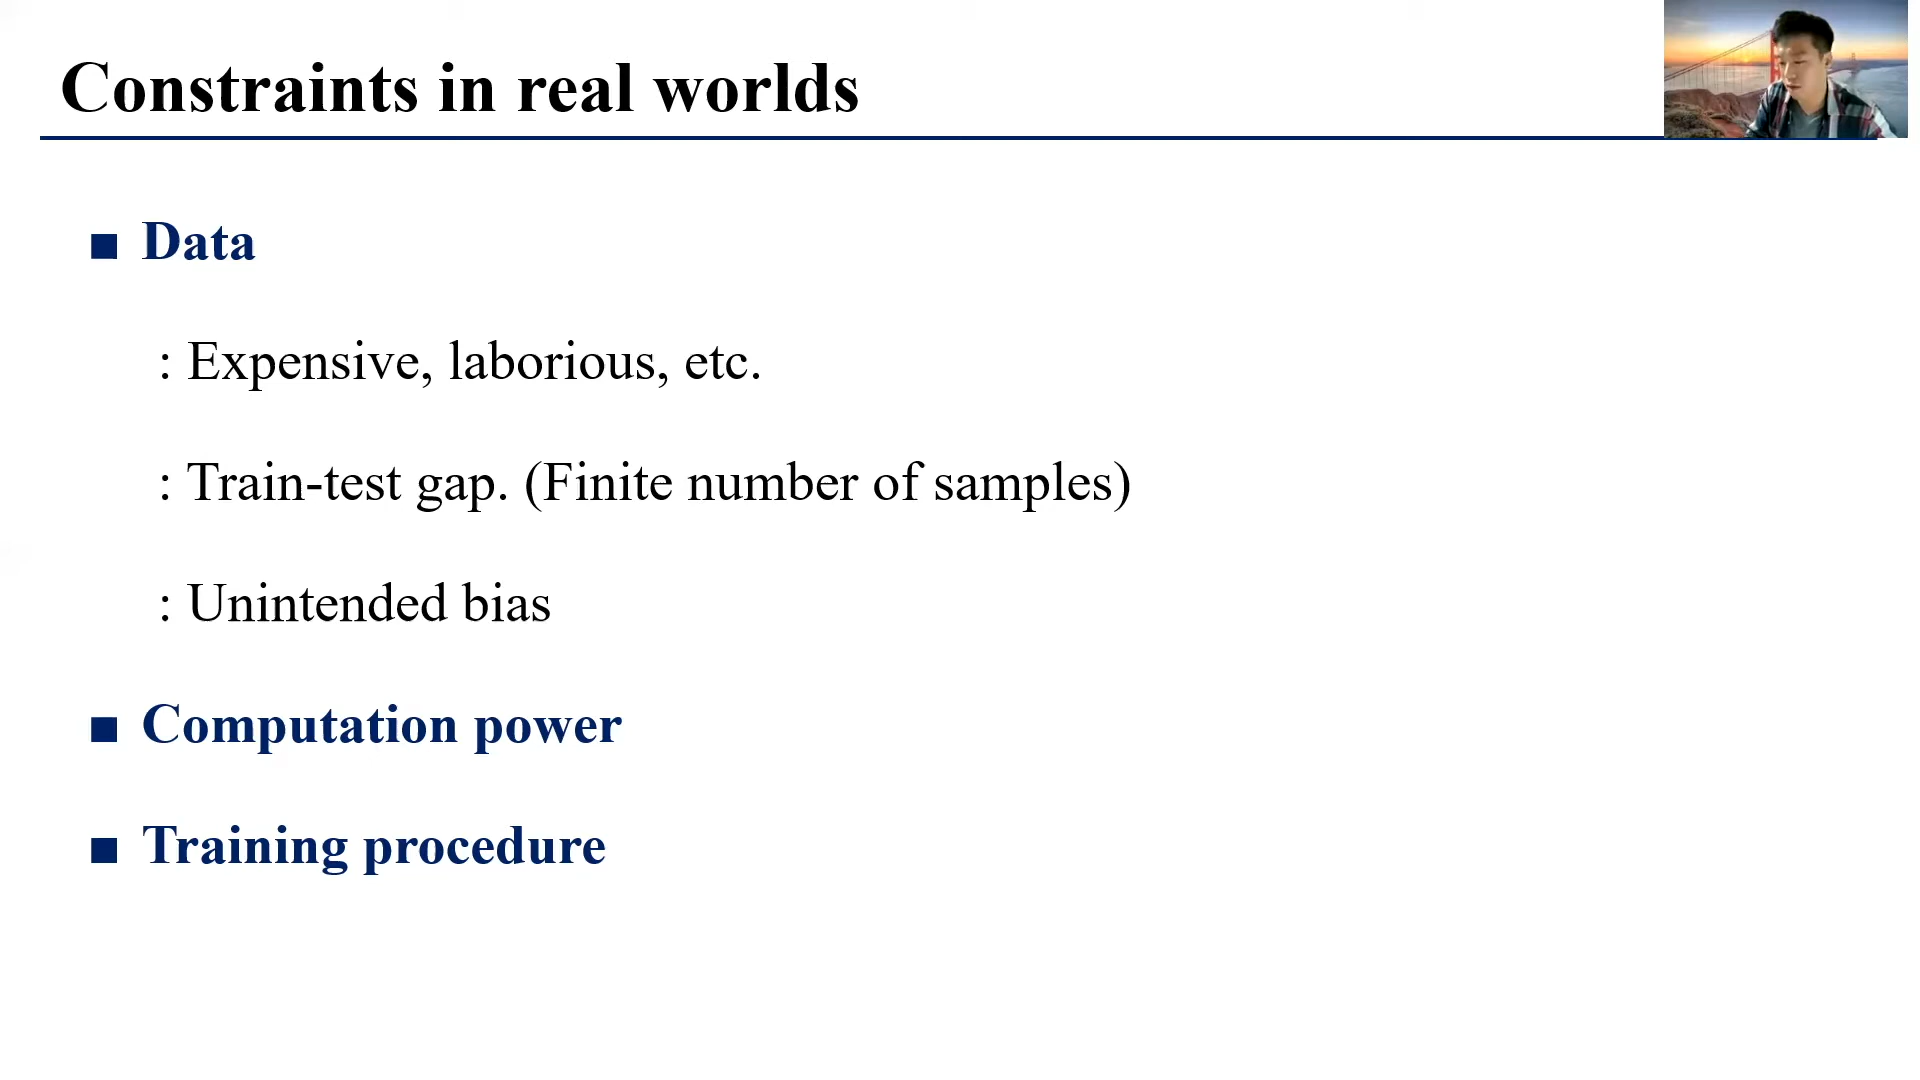 Constraints in real worlds
■ Data
: Expensive, laborious, etc.
: Train-test gap. (Finite number of samples)
: Unintended bias
■ Computation power
■ Training procedure